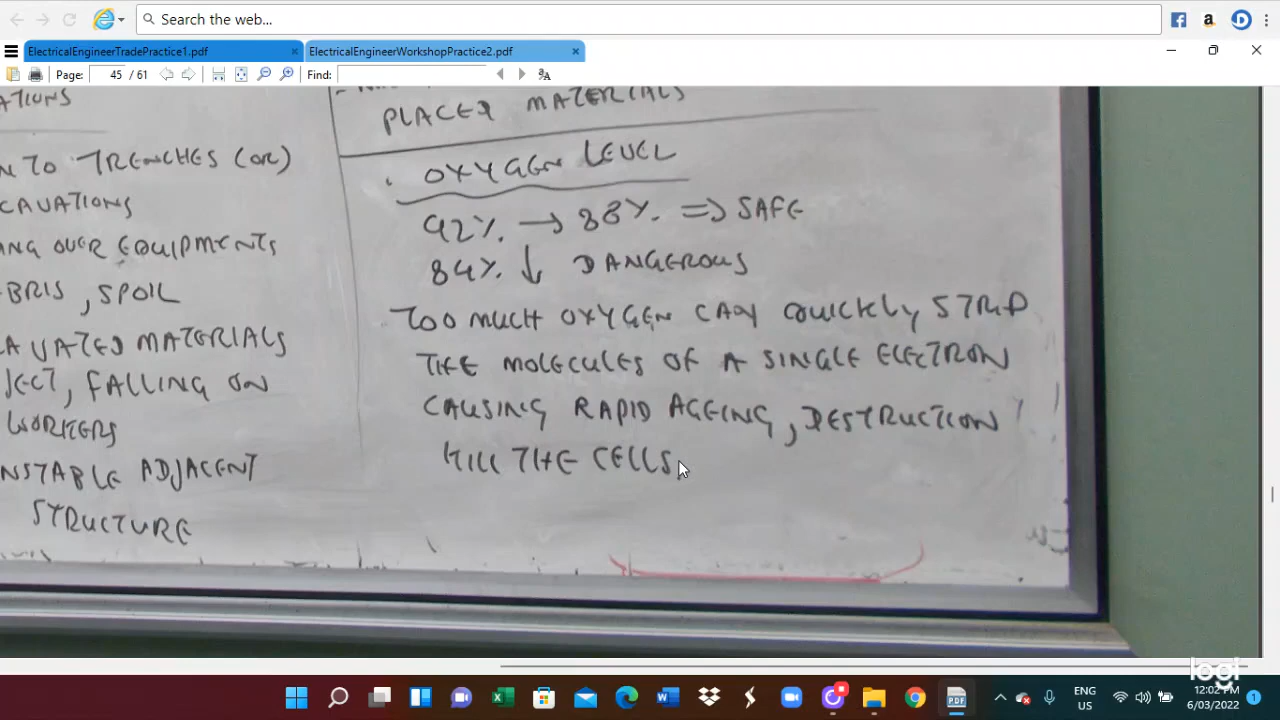 Search the web...
ElectricalEngineerTradePractice1.pdf
ElectricalEngineerWorkshopPractice2.pdf
Page: 45 / 61 Find:
ATIONS
N TO TRENCHES (OR)
CAVATIONS
NG OVER EQUIPMENTS
BRIS, SPOIL
AVATED MATERIALS
JECT, FALLING ON
WORKERS
NSTABLE ADJACENT
STRUCTURE
PLACED MATERIALS
. OXYGEN LEVEL
92%. → 88%. => SAFE
84%. ↓ DANGEROUS
TOO MUCH OXYGEN CAN QUICKLY STRIP
THE MOLECULES OF A SINGLE ELECTRON
CAUSING RAPID AGEING, DESTRUCTION
KILL THE CELLS
logi
ENG
US
12:02 PM
6/03/2022